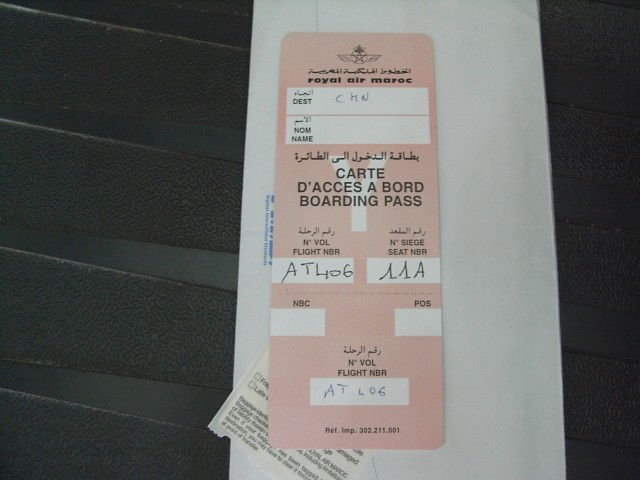 الخطوط الملكية المغربية
royal air maroc
اتجاه
DEST CMN
الاسم
NOM
NAME
بطاقة الدخول الى الطائرة
Y
CARTE
D'ACCES A BORD
BOARDING PASS
رقم الرحلة رقم المقعد
N° VOL N° SIEGE
FLIGHT NBR SEAT NBR
AT406 11A
NBC POS
رقم الرحلة
N° VOL
FLIGHT NBR
AT 406
Réf. Imp. 302.211.001